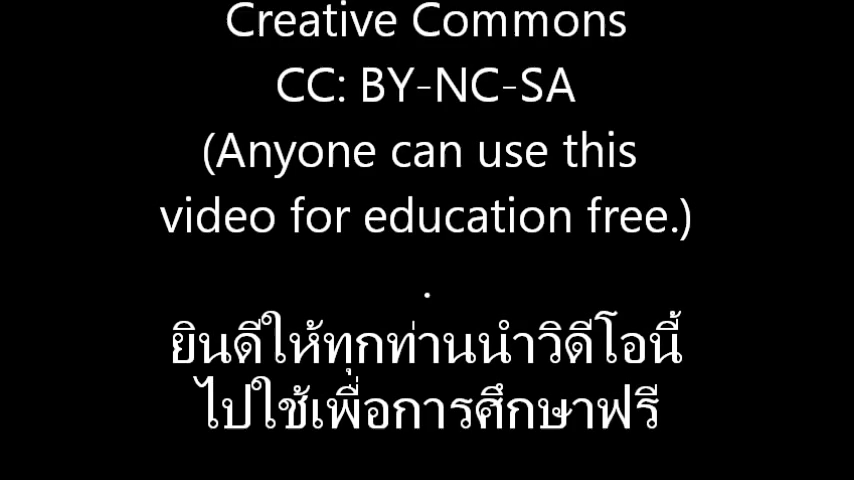 Creative Commons
CC: BY-NC-SA
(Anyone can use this
video for education free.)
.
ยินดีให้ทุกท่านนำวิดีโอนี้
ไปใช้เพื่อการศึกษาฟรี